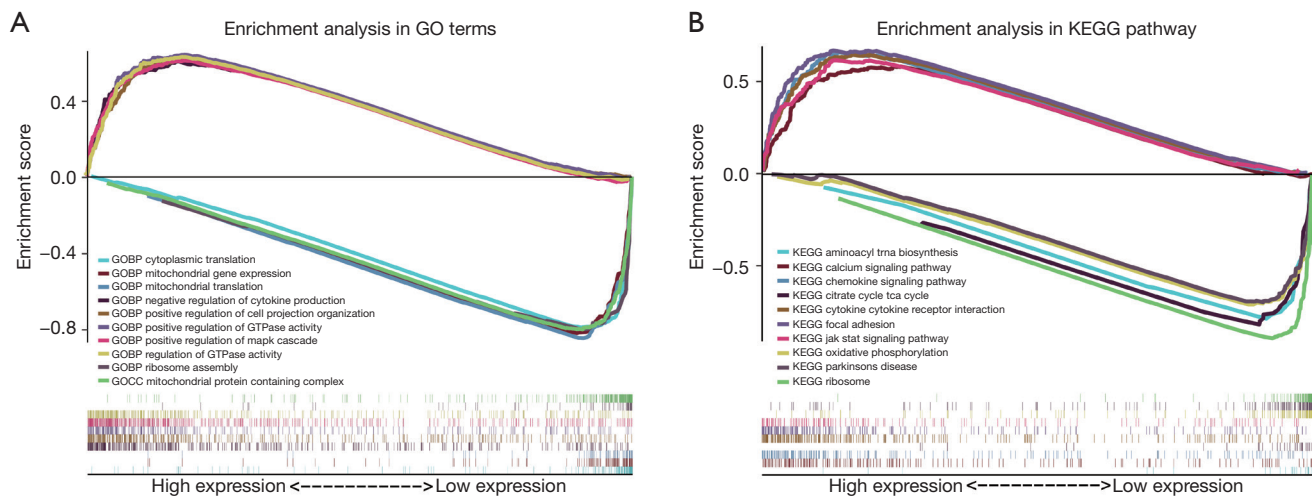 A
Enrichment analysis in GO terms
Enrichment score
0.4
0.0
−0.4
−0.8
GOBP cytoplasmic translation
GOBP mitochondrial gene expression
GOBP mitochondrial translation
GOBP negative regulation of cytokine production
GOBP positive regulation of cell projection organization
GOBP positive regulation of GTPase activity
GOBP positive regulation of mapk cascade
GOBP regulation of GTPase activity
GOBP ribosome assembly
GOCC mitochondrial protein containing complex
High expression <-------------->Low expression
B
Enrichment analysis in KEGG pathway
Enrichment score
0.5
0.0
−0.5
KEGG aminoacyl trna biosynthesis
KEGG calcium signaling pathway
KEGG chemokine signaling pathway
KEGG citrate cycle tca cycle
KEGG cytokine cytokine receptor interaction
KEGG focal adhesion
KEGG jak stat signaling pathway
KEGG oxidative phosphorylation
KEGG parkinsons disease
KEGG ribosome
High expression <-------------->Low expression